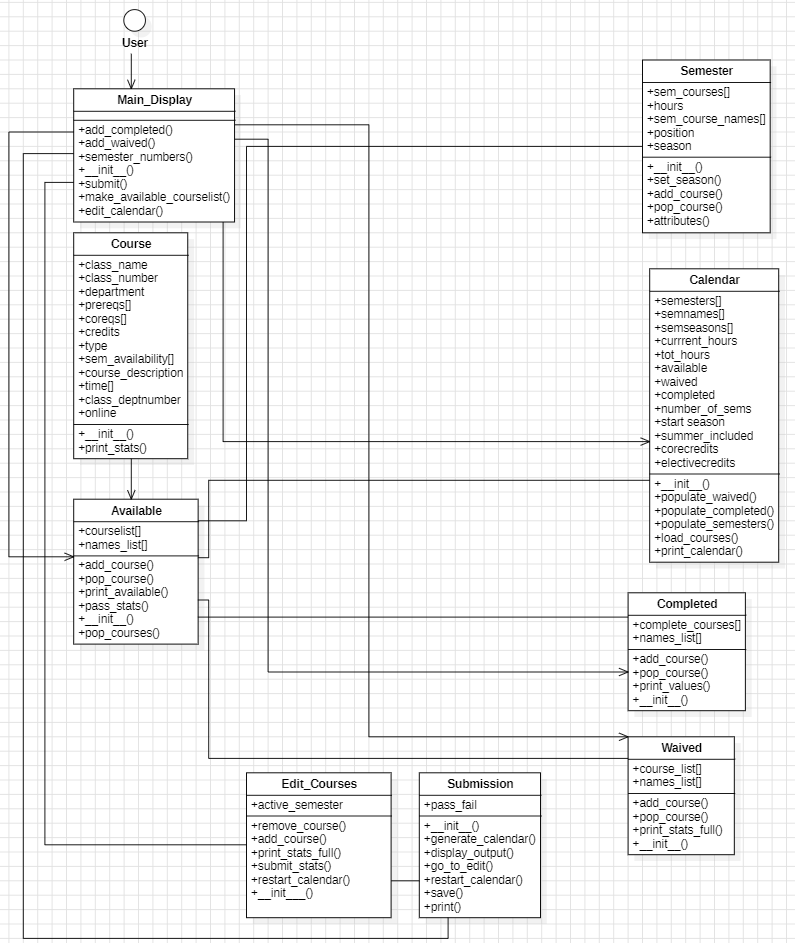 User
Main_Display
+add_completed()
+add_waived()
+semester_numbers()
+__init__()
+submit()
+make_available_courselist()
+edit_calendar()
Course
+class_name
+class_number
+department
+prereqs[]
+coreqs[]
+credits
+type
+sem_availability[]
+course_description
+time[]
+class_deptnumber
+online
+__init__()
+print_stats()
Available
+courselist[]
+names_list[]
+add_course()
+pop_course()
+print_available()
+pass_stats()
+__init__()
+pop_courses()
Semester
+sem_courses[]
+hours
+sem_course_names[]
+position
+season
+__init__()
+set_season()
+add_course()
+pop_course()
+attributes()
Calendar
+semesters[]
+semnames[]
+semseasons[]
+currrent_hours
+tot_hours
+available
+waived
+completed
+number_of_sems
+start season
+summer_included
+corecredits
+electivecredits
+__init__()
+populate_waived()
+populate_completed()
+populate_semesters()
+load_courses()
+print_calendar()
Completed
+complete_courses[]
+names_list[]
+add_course()
+pop_course()
+print_values()
+__init__()
Waived
+course_list[]
+names_list[]
+add_course()
+pop_course()
+print_stats_full()
+__init__()
Edit_Courses
+active_semester
+remove_course()
+add_course()
+print_stats_full()
+submit_stats()
+restart_calendar()
+__init___()
Submission
+pass_fail
+__init__()
+generate_calendar()
+display_output()
+go_to_edit()
+restart_calendar()
+save()
+print()